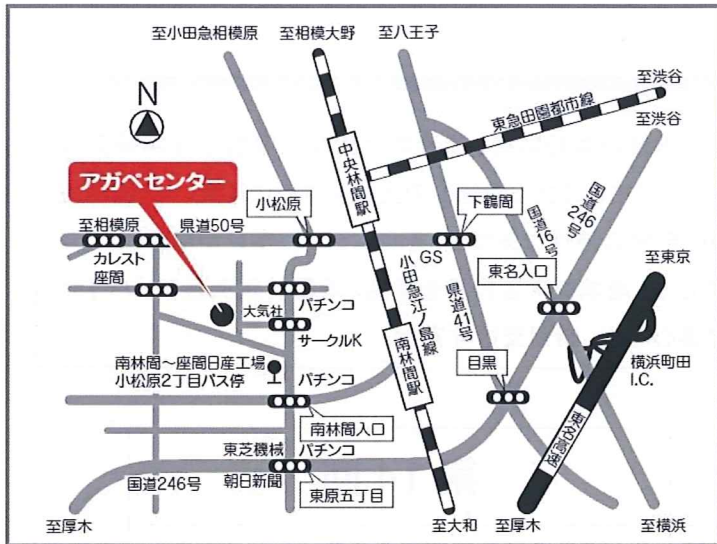 至小田急相模原
至相模大野
至八王子
至渋谷
東急田園都市線
至渋谷
N
中央林間駅
アガペセンター
小松原
下鶴間
国道16号
国道246号
至相模原
県道50号
GS
カレスト
座間
小田急江ノ島線
県道41号
東名入口
至東京
大気社
パチンコ
サークルK
南林間駅
目黒
横浜町田
I.C.
南林間～座間日産工場
小松原2丁目バス停
パチンコ
南林間入口
東名高速
東芝機械
パチンコ
国道246号
朝日新聞
東原五丁目
至厚木
至大和
至厚木
至横浜